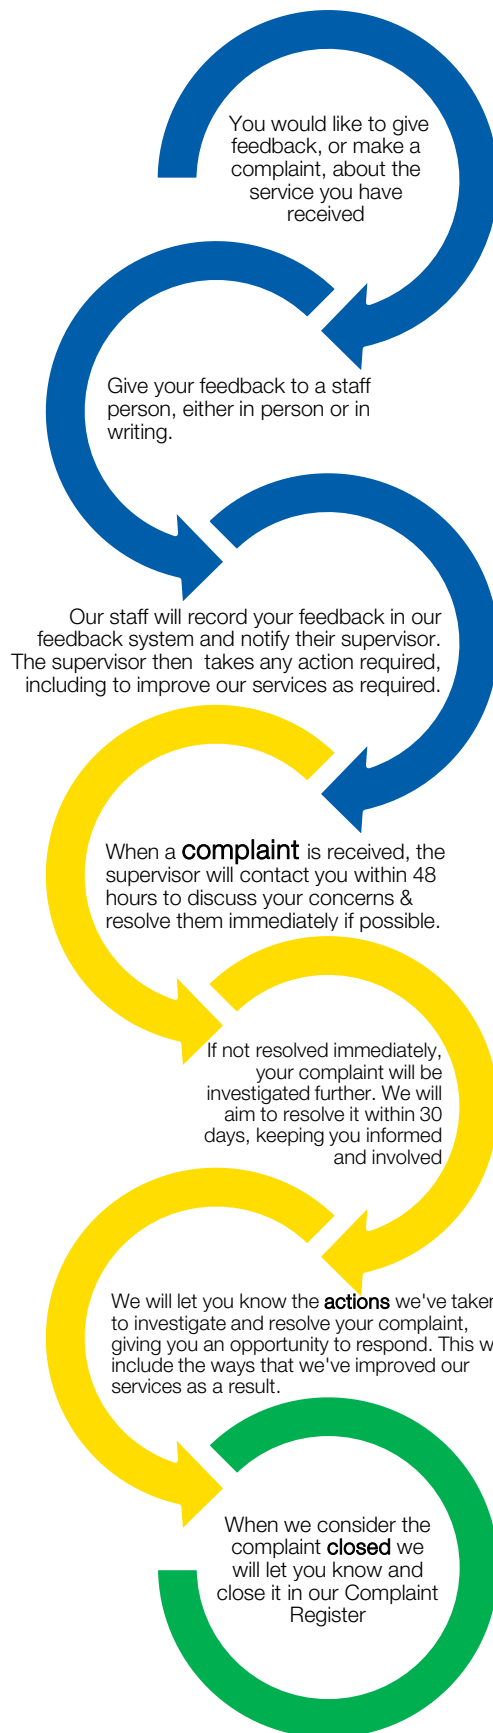 You would like to give
feedback, or make a
complaint, about the
service you have
received
Give your feedback to a staff
person, either in person or in
writing.
Our staff will record your feedback in our
feedback system and notify their supervisor.
The supervisor then takes any action required,
including to improve our services as required.
When a complaint is received, the
supervisor will contact you within 48
hours to discuss your concerns &
resolve them immediately if possible.
If not resolved immediately,
your complaint will be
investigated further. We will
aim to resolve it within 30
days, keeping you informed
and involved
We will let you know the actions we've taken
to investigate and resolve your complaint,
giving you an opportunity to respond. This
include the ways that we've improved our
services as a result.
When we consider the
complaint closed we
will let you know and
close it in our Complaint
Register